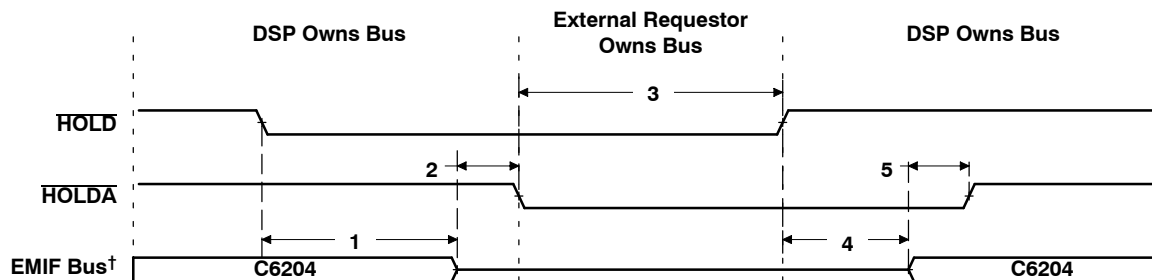 DSP Owns Bus
External Requestor
Owns Bus
DSP Owns Bus
3
HOLD
2
5
HOLDA
1
4
EMIF Bus†
C6204
C6204